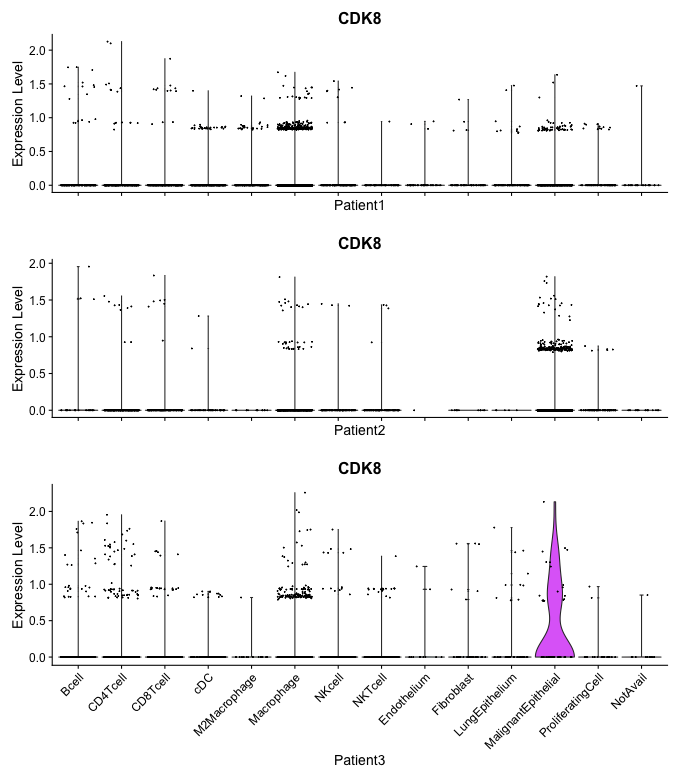 CDK8
Expression Level
2.0
1.5
1.0
0.5
0.0
Patient1
CDK8
Expression Level
2.0
1.5
1.0
0.5
0.0
Patient2
CDK8
Expression Level
2.0
1.5
1.0
0.5
0.0
Bcell
CD4Tcell
CD8Tcell
cDC
M2Macrophage
Macrophage
NKcell
NKTcell
Endothelium
Fibroblast
LungEpithelium
MalignantEpithelial
ProliferatingCell
NotAvail
Patient3